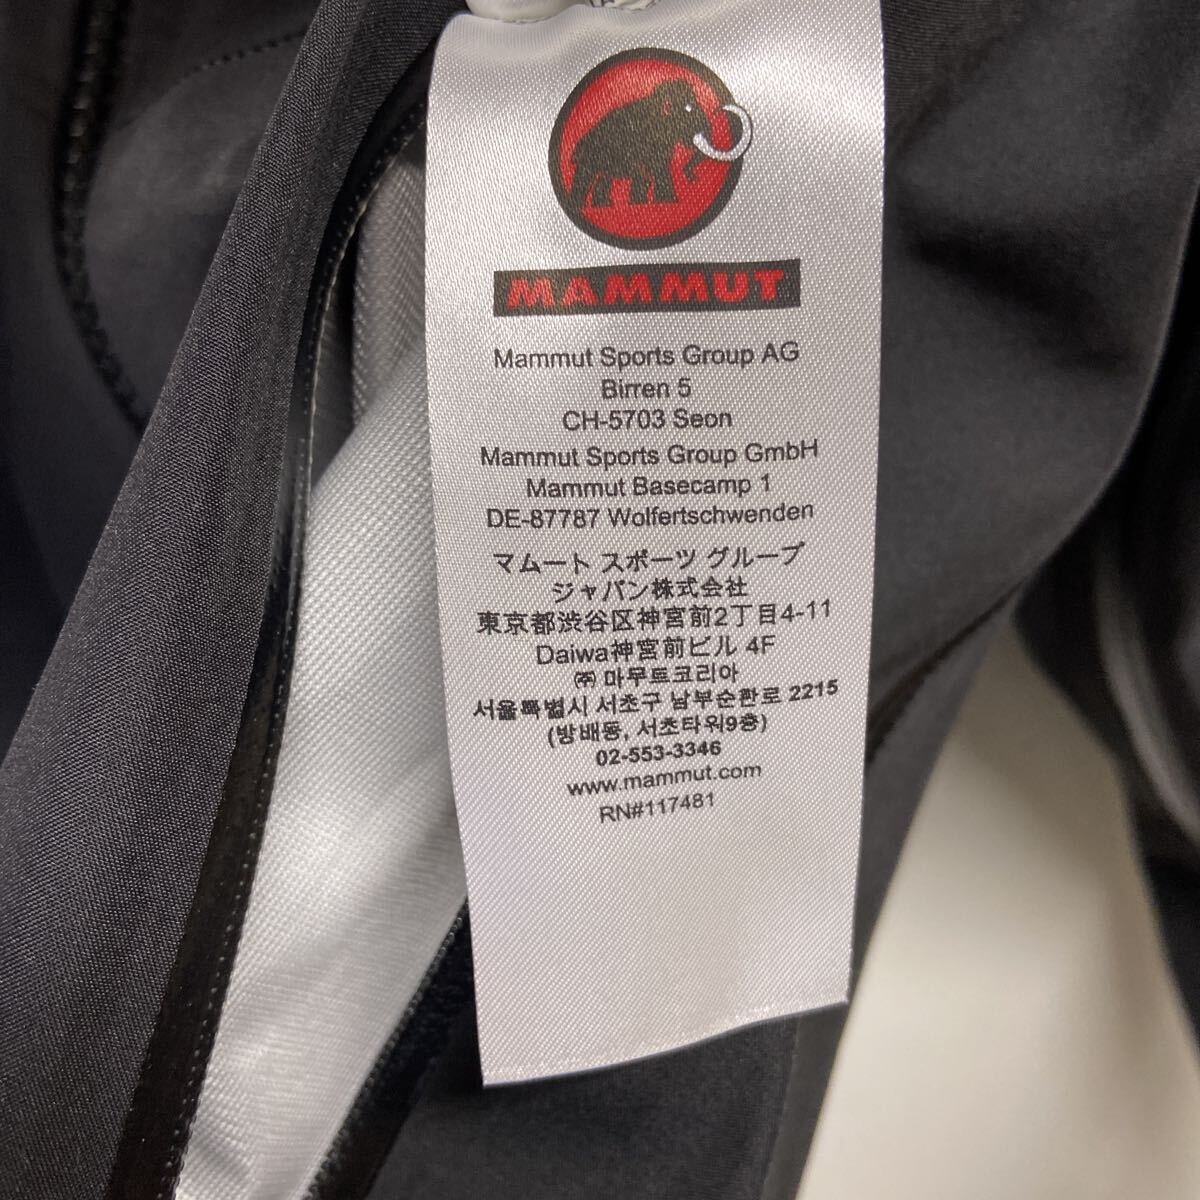 MAMMUT
Mammut Sports Group AG
Birren 5
CH-5703 Seon
Mammut Sports Group GmbH
Mammut Basecamp 1
DE-87787 Wolfertschwenden
マムート スポーツ グループ
ジャパン株式会社
東京都渋谷区神宮前2丁目4-11
Daiwa神宮前ビル 4F
㈜ 마무트코리아
서울특별시 서초구 남부순환로 2215
(방배동, 서초타워9층)
02-553-3346
www.mammut.com
RN#117481